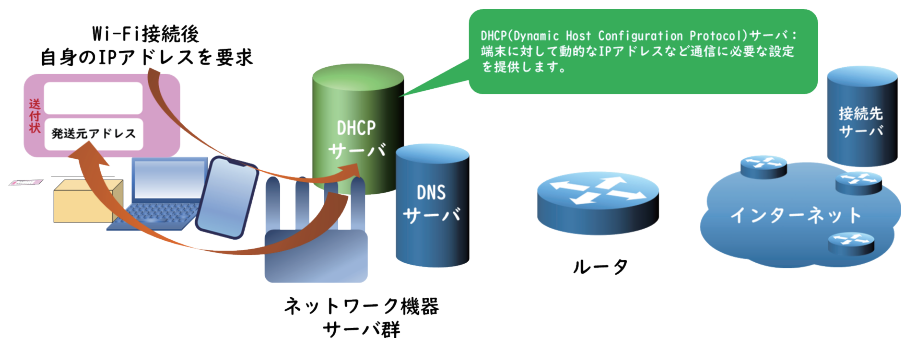 Wi-Fi接続後
自身のIPアドレスを要求
DHCP(Dynamic Host Configuration Protocol)サーバ：
端末に対して動的なIPアドレスなど通信に必要な設定
を提供します。
送付状
発送元アドレス
DHCP
サーバ
DNS
サーバ
接続先
サーバ
インターネット
ルータ
ネットワーク機器
サーバ群